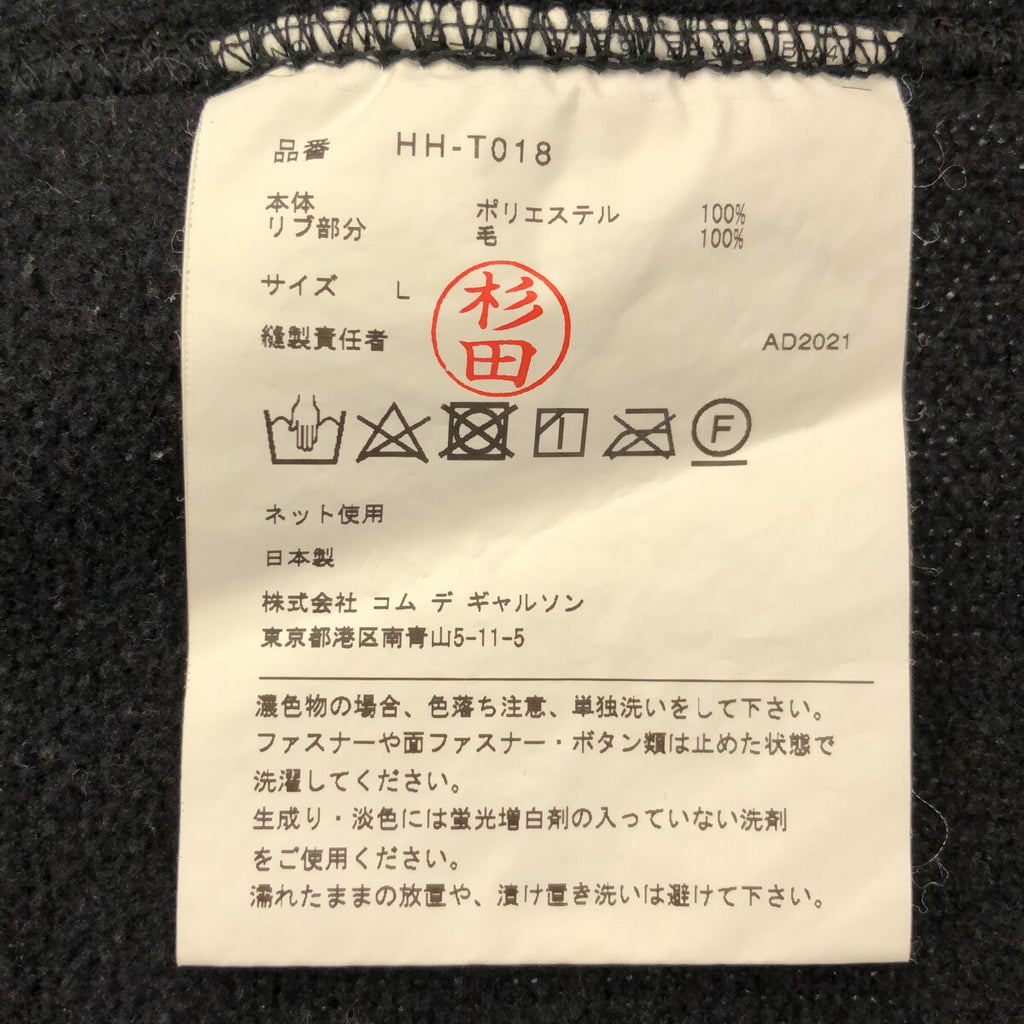 品番 HH-T018
本体 ポリエステル 100%
リブ部分 毛 100%
サイズ L
杉田
縫製責任者 AD2021
F
ネット使用
日本製
株式会社 コム デ ギャルソン
東京都港区南青山5-11-5
濃色物の場合、色落ち注意、単独洗いをして下さい。
ファスナーや面ファスナー・ボタン類は止めた状態で
洗濯してください。
生成り・淡色には蛍光増白剤の入っていない洗剤
をご使用ください。
濡れたままの放置や、漬け置き洗いは避けて下さい。